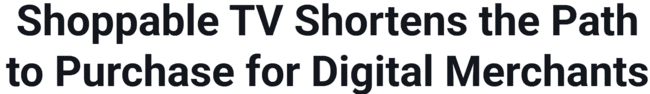 Shoppable TV Shortens the Path
to Purchase for Digital Merchants